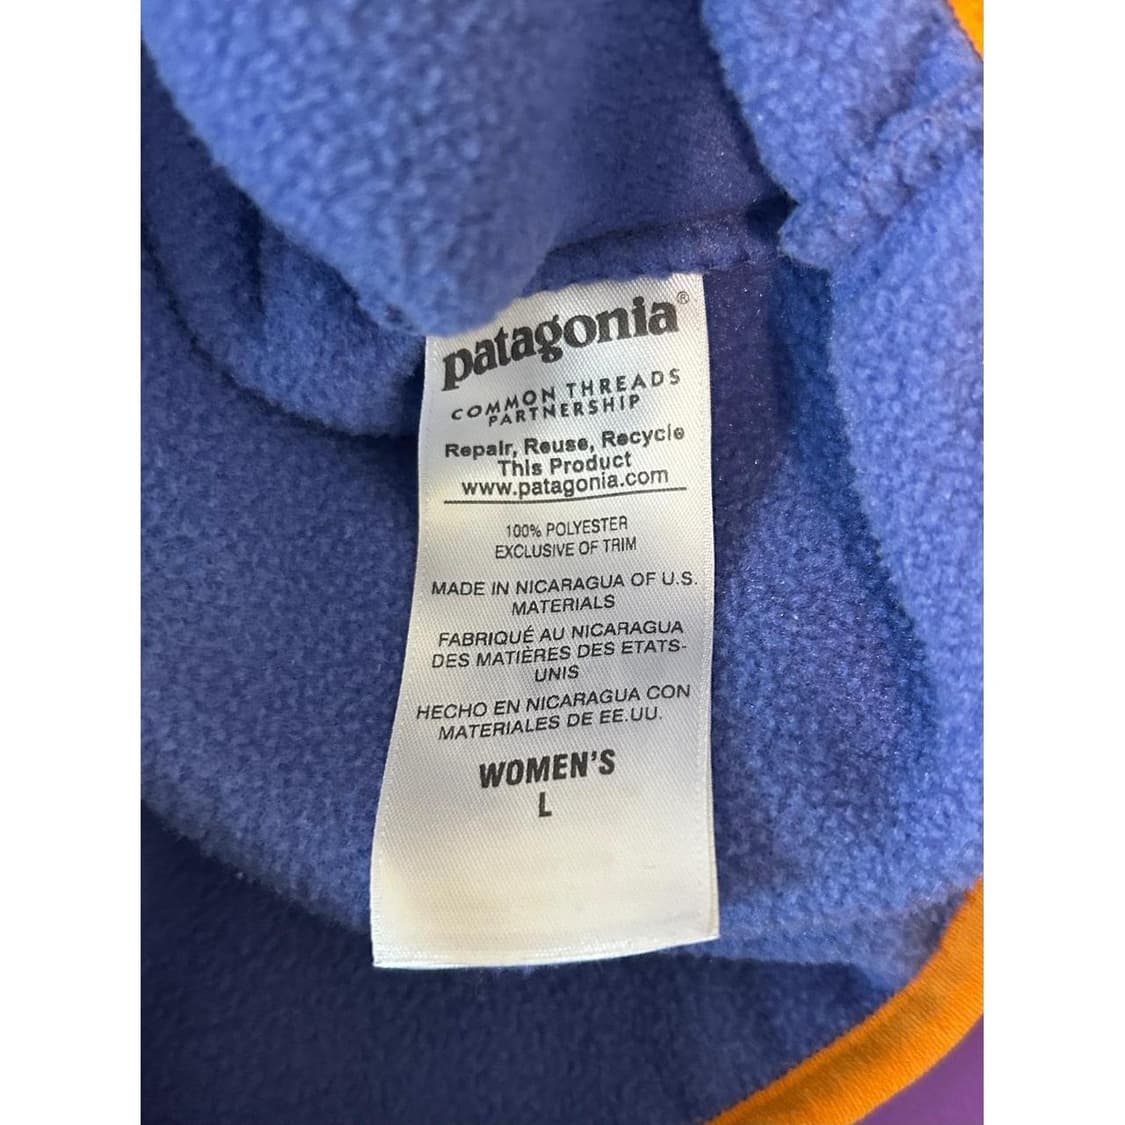 patagonia®
COMMON THREADS
PARTNERSHIP
Repair, Reuse, Recycle
This Product
www.patagonia.com
100% POLYESTER
EXCLUSIVE OF TRIM
MADE IN NICARAGUA OF U.S.
MATERIALS
FABRIQUÉ AU NICARAGUA
DES MATIÈRES DES ETATS-
UNIS
HECHO EN NICARAGUA CON
MATERIALES DE EE.UU.
WOMEN'S
L